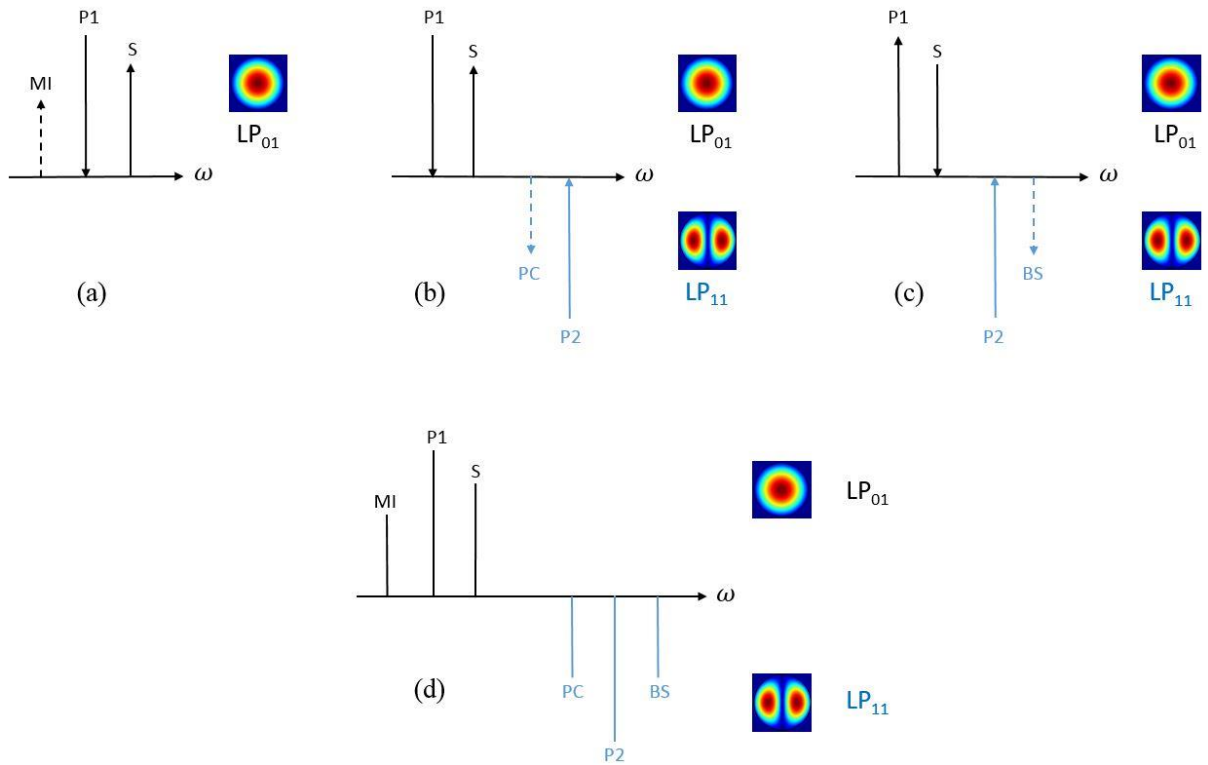 P1
S
MI
ω
LP₀₁
(a)
P1
S
ω
LP₀₁
PC
P2
LP₁₁
(b)
P1
S
ω
LP₀₁
BS
P2
LP₁₁
(c)
P1
S
MI
ω
LP₀₁
PC
BS
P2
LP₁₁
(d)